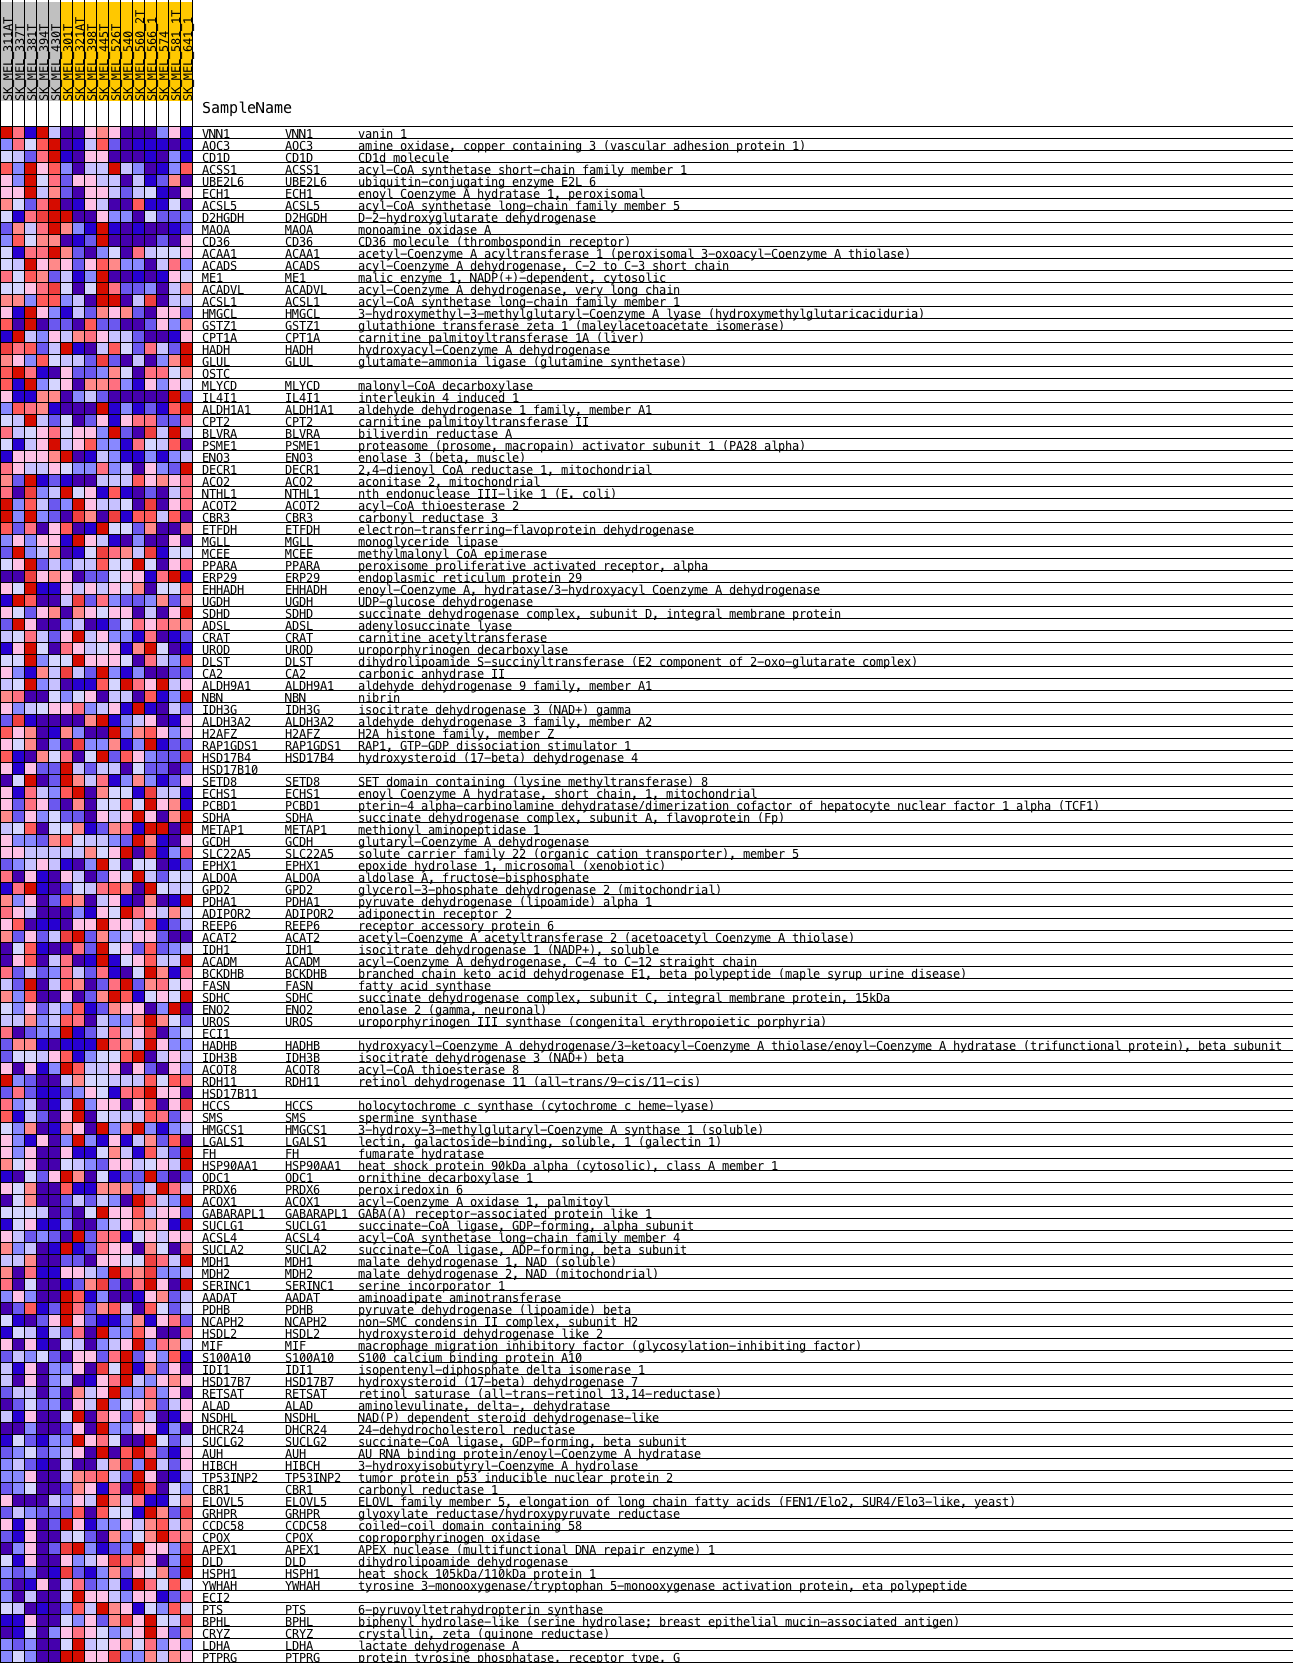 SK_MEL_311AT
SK_MEL_337T
SK_MEL_381T
SK_MEL_394T
SK_MEL_430T
SK_MEL_301T
SK_MEL_321AT
SK_MEL_398T
SK_MEL_445T
SK_MEL_526T
SK_MEL_540
SK_MEL_560_2T
SK_MEL_566_1
SK_MEL_574
SK_MEL_581_1T
SK_MEL_641_1
SampleName
VNN1 VNN1 vanin 1
AOC3 AOC3 amine oxidase, copper containing 3 (vascular adhesion protein 1)
CD1D CD1D CD1d molecule
ACSS1 ACSS1 acyl-CoA synthetase short-chain family member 1
UBE2L6 UBE2L6 ubiquitin-conjugating enzyme E2L 6
ECH1 ECH1 enoyl Coenzyme A hydratase 1, peroxisomal
ACSL5 ACSL5 acyl-CoA synthetase long-chain family member 5
D2HGDH D2HGDH D-2-hydroxyglutarate dehydrogenase
MAOA MAOA monoamine oxidase A
CD36 CD36 CD36 molecule (thrombospondin receptor)
ACAA1 ACAA1 acetyl-Coenzyme A acyltransferase 1 (peroxisomal 3-oxoacyl-Coenzyme A thiolase)
ACADS ACADS acyl-Coenzyme A dehydrogenase, C-2 to C-3 short chain
ME1 ME1 malic enzyme 1, NADP(+)-dependent, cytosolic
ACADVL ACADVL acyl-Coenzyme A dehydrogenase, very long chain
ACSL1 ACSL1 acyl-CoA synthetase long-chain family member 1
HMGCL HMGCL 3-hydroxymethyl-3-methylglutaryl-Coenzyme A lyase (hydroxymethylglutaricaciduria)
GSTZ1 GSTZ1 glutathione transferase zeta 1 (maleylacetoacetate isomerase)
CPT1A CPT1A carnitine palmitoyltransferase 1A (liver)
HADH HADH hydroxyacyl-Coenzyme A dehydrogenase
GLUL GLUL glutamate-ammonia ligase (glutamine synthetase)
OSTC
MLYCD MLYCD malonyl-CoA decarboxylase
IL4I1 IL4I1 interleukin 4 induced 1
ALDH1A1 ALDH1A1 aldehyde dehydrogenase 1 family, member A1
CPT2 CPT2 carnitine palmitoyltransferase II
BLVRA BLVRA biliverdin reductase A
PSME1 PSME1 proteasome (prosome, macropain) activator subunit 1 (PA28 alpha)
ENO3 ENO3 enolase 3 (beta, muscle)
DECR1 DECR1 2,4-dienoyl CoA reductase 1, mitochondrial
ACO2 ACO2 aconitase 2, mitochondrial
NTHL1 NTHL1 nth endonuclease III-like 1 (E. coli)
ACOT2 ACOT2 acyl-CoA thioesterase 2
CBR3 CBR3 carbonyl reductase 3
ETFDH ETFDH electron-transferring-flavoprotein dehydrogenase
MGLL MGLL monoglyceride lipase
MCEE MCEE methylmalonyl CoA epimerase
PPARA PPARA peroxisome proliferative activated receptor, alpha
ERP29 ERP29 endoplasmic reticulum protein 29
EHHADH EHHADH enoyl-Coenzyme A, hydratase/3-hydroxyacyl Coenzyme A dehydrogenase
UGDH UGDH UDP-glucose dehydrogenase
SDHD SDHD succinate dehydrogenase complex, subunit D, integral membrane protein
ADSL ADSL adenylosuccinate lyase
CRAT CRAT carnitine acetyltransferase
UROD UROD uroporphyrinogen decarboxylase
DLST DLST dihydrolipoamide S-succinyltransferase (E2 component of 2-oxo-glutarate complex)
CA2 CA2 carbonic anhydrase II
ALDH9A1 ALDH9A1 aldehyde dehydrogenase 9 family, member A1
NBN NBN nibrin
IDH3G IDH3G isocitrate dehydrogenase 3 (NAD+) gamma
ALDH3A2 ALDH3A2 aldehyde dehydrogenase 3 family, member A2
H2AFZ H2AFZ H2A histone family, member Z
RAP1GDS1 RAP1GDS1 RAP1, GTP-GDP dissociation stimulator 1
HSD17B4 HSD17B4 hydroxysteroid (17-beta) dehydrogenase 4
HSD17B10
SETD8 SETD8 SET domain containing (lysine methyltransferase) 8
ECHS1 ECHS1 enoyl Coenzyme A hydratase, short chain, 1, mitochondrial
PCBD1 PCBD1 pterin-4 alpha-carbinolamine dehydratase/dimerization cofactor of hepatocyte nuclear factor 1 alpha (TCF1)
SDHA SDHA succinate dehydrogenase complex, subunit A, flavoprotein (Fp)
METAP1 METAP1 methionyl aminopeptidase 1
GCDH GCDH glutaryl-Coenzyme A dehydrogenase
SLC22A5 SLC22A5 solute carrier family 22 (organic cation transporter), member 5
EPHX1 EPHX1 epoxide hydrolase 1, microsomal (xenobiotic)
ALDOA ALDOA aldolase A, fructose-bisphosphate
GPD2 GPD2 glycerol-3-phosphate dehydrogenase 2 (mitochondrial)
PDHA1 PDHA1 pyruvate dehydrogenase (lipoamide) alpha 1
ADIPOR2 ADIPOR2 adiponectin receptor 2
REEP6 REEP6 receptor accessory protein 6
ACAT2 ACAT2 acetyl-Coenzyme A acetyltransferase 2 (acetoacetyl Coenzyme A thiolase)
IDH1 IDH1 isocitrate dehydrogenase 1 (NADP+), soluble
ACADM ACADM acyl-Coenzyme A dehydrogenase, C-4 to C-12 straight chain
BCKDHB BCKDHB branched chain keto acid dehydrogenase E1, beta polypeptide (maple syrup urine disease)
FASN FASN fatty acid synthase
SDHC SDHC succinate dehydrogenase complex, subunit C, integral membrane protein, 15kDa
ENO2 ENO2 enolase 2 (gamma, neuronal)
UROS UROS uroporphyrinogen III synthase (congenital erythropoietic porphyria)
ECI1
HADHB HADHB hydroxyacyl-Coenzyme A dehydrogenase/3-ketoacyl-Coenzyme A thiolase/enoyl-Coenzyme A hydratase (trifunctional protein), beta subunit
IDH3B IDH3B isocitrate dehydrogenase 3 (NAD+) beta
ACOT8 ACOT8 acyl-CoA thioesterase 8
RDH11 RDH11 retinol dehydrogenase 11 (all-trans/9-cis/11-cis)
HSD17B11
HCCS HCCS holocytochrome c synthase (cytochrome c heme-lyase)
SMS SMS spermine synthase
HMGCS1 HMGCS1 3-hydroxy-3-methylglutaryl-Coenzyme A synthase 1 (soluble)
LGALS1 LGALS1 lectin, galactoside-binding, soluble, 1 (galectin 1)
FH FH fumarate hydratase
HSP90AA1 HSP90AA1 heat shock protein 90kDa alpha (cytosolic), class A member 1
ODC1 ODC1 ornithine decarboxylase 1
PRDX6 PRDX6 peroxiredoxin 6
ACOX1 ACOX1 acyl-Coenzyme A oxidase 1, palmitoyl
GABARAPL1 GABARAPL1 GABA(A) receptor-associated protein like 1
SUCLG1 SUCLG1 succinate-CoA ligase, GDP-forming, alpha subunit
ACSL4 ACSL4 acyl-CoA synthetase long-chain family member 4
SUCLA2 SUCLA2 succinate-CoA ligase, ADP-forming, beta subunit
MDH1 MDH1 malate dehydrogenase 1, NAD (soluble)
MDH2 MDH2 malate dehydrogenase 2, NAD (mitochondrial)
SERINC1 SERINC1 serine incorporator 1
AADAT AADAT aminoadipate aminotransferase
PDHB PDHB pyruvate dehydrogenase (lipoamide) beta
NCAPH2 NCAPH2 non-SMC condensin II complex, subunit H2
HSDL2 HSDL2 hydroxysteroid dehydrogenase like 2
MIF MIF macrophage migration inhibitory factor (glycosylation-inhibiting factor)
S100A10 S100A10 S100 calcium binding protein A10
IDI1 IDI1 isopentenyl-diphosphate delta isomerase 1
HSD17B7 HSD17B7 hydroxysteroid (17-beta) dehydrogenase 7
RETSAT RETSAT retinol saturase (all-trans-retinol 13,14-reductase)
ALAD ALAD aminolevulinate, delta-, dehydratase
NSDHL NSDHL NAD(P) dependent steroid dehydrogenase-like
DHCR24 DHCR24 24-dehydrocholesterol reductase
SUCLG2 SUCLG2 succinate-CoA ligase, GDP-forming, beta subunit
AUH AUH AU RNA binding protein/enoyl-Coenzyme A hydratase
HIBCH HIBCH 3-hydroxyisobutyryl-Coenzyme A hydrolase
TP53INP2 TP53INP2 tumor protein p53 inducible nuclear protein 2
CBR1 CBR1 carbonyl reductase 1
ELOVL5 ELOVL5 ELOVL family member 5, elongation of long chain fatty acids (FEN1/Elo2, SUR4/Elo3-like, yeast)
GRHPR GRHPR glyoxylate reductase/hydroxypyruvate reductase
CCDC58 CCDC58 coiled-coil domain containing 58
CPOX CPOX coproporphyrinogen oxidase
APEX1 APEX1 APEX nuclease (multifunctional DNA repair enzyme) 1
DLD DLD dihydrolipoamide dehydrogenase
HSPH1 HSPH1 heat shock 105kDa/110kDa protein 1
YWHAH YWHAH tyrosine 3-monooxygenase/tryptophan 5-monooxygenase activation protein, eta polypeptide
ECI2
PTS PTS 6-pyruvoyltetrahydropterin synthase
BPHL BPHL biphenyl hydrolase-like (serine hydrolase; breast epithelial mucin-associated antigen)
CRYZ CRYZ crystallin, zeta (quinone reductase)
LDHA LDHA lactate dehydrogenase A
PTPRG PTPRG protein tyrosine phosphatase, receptor type, G